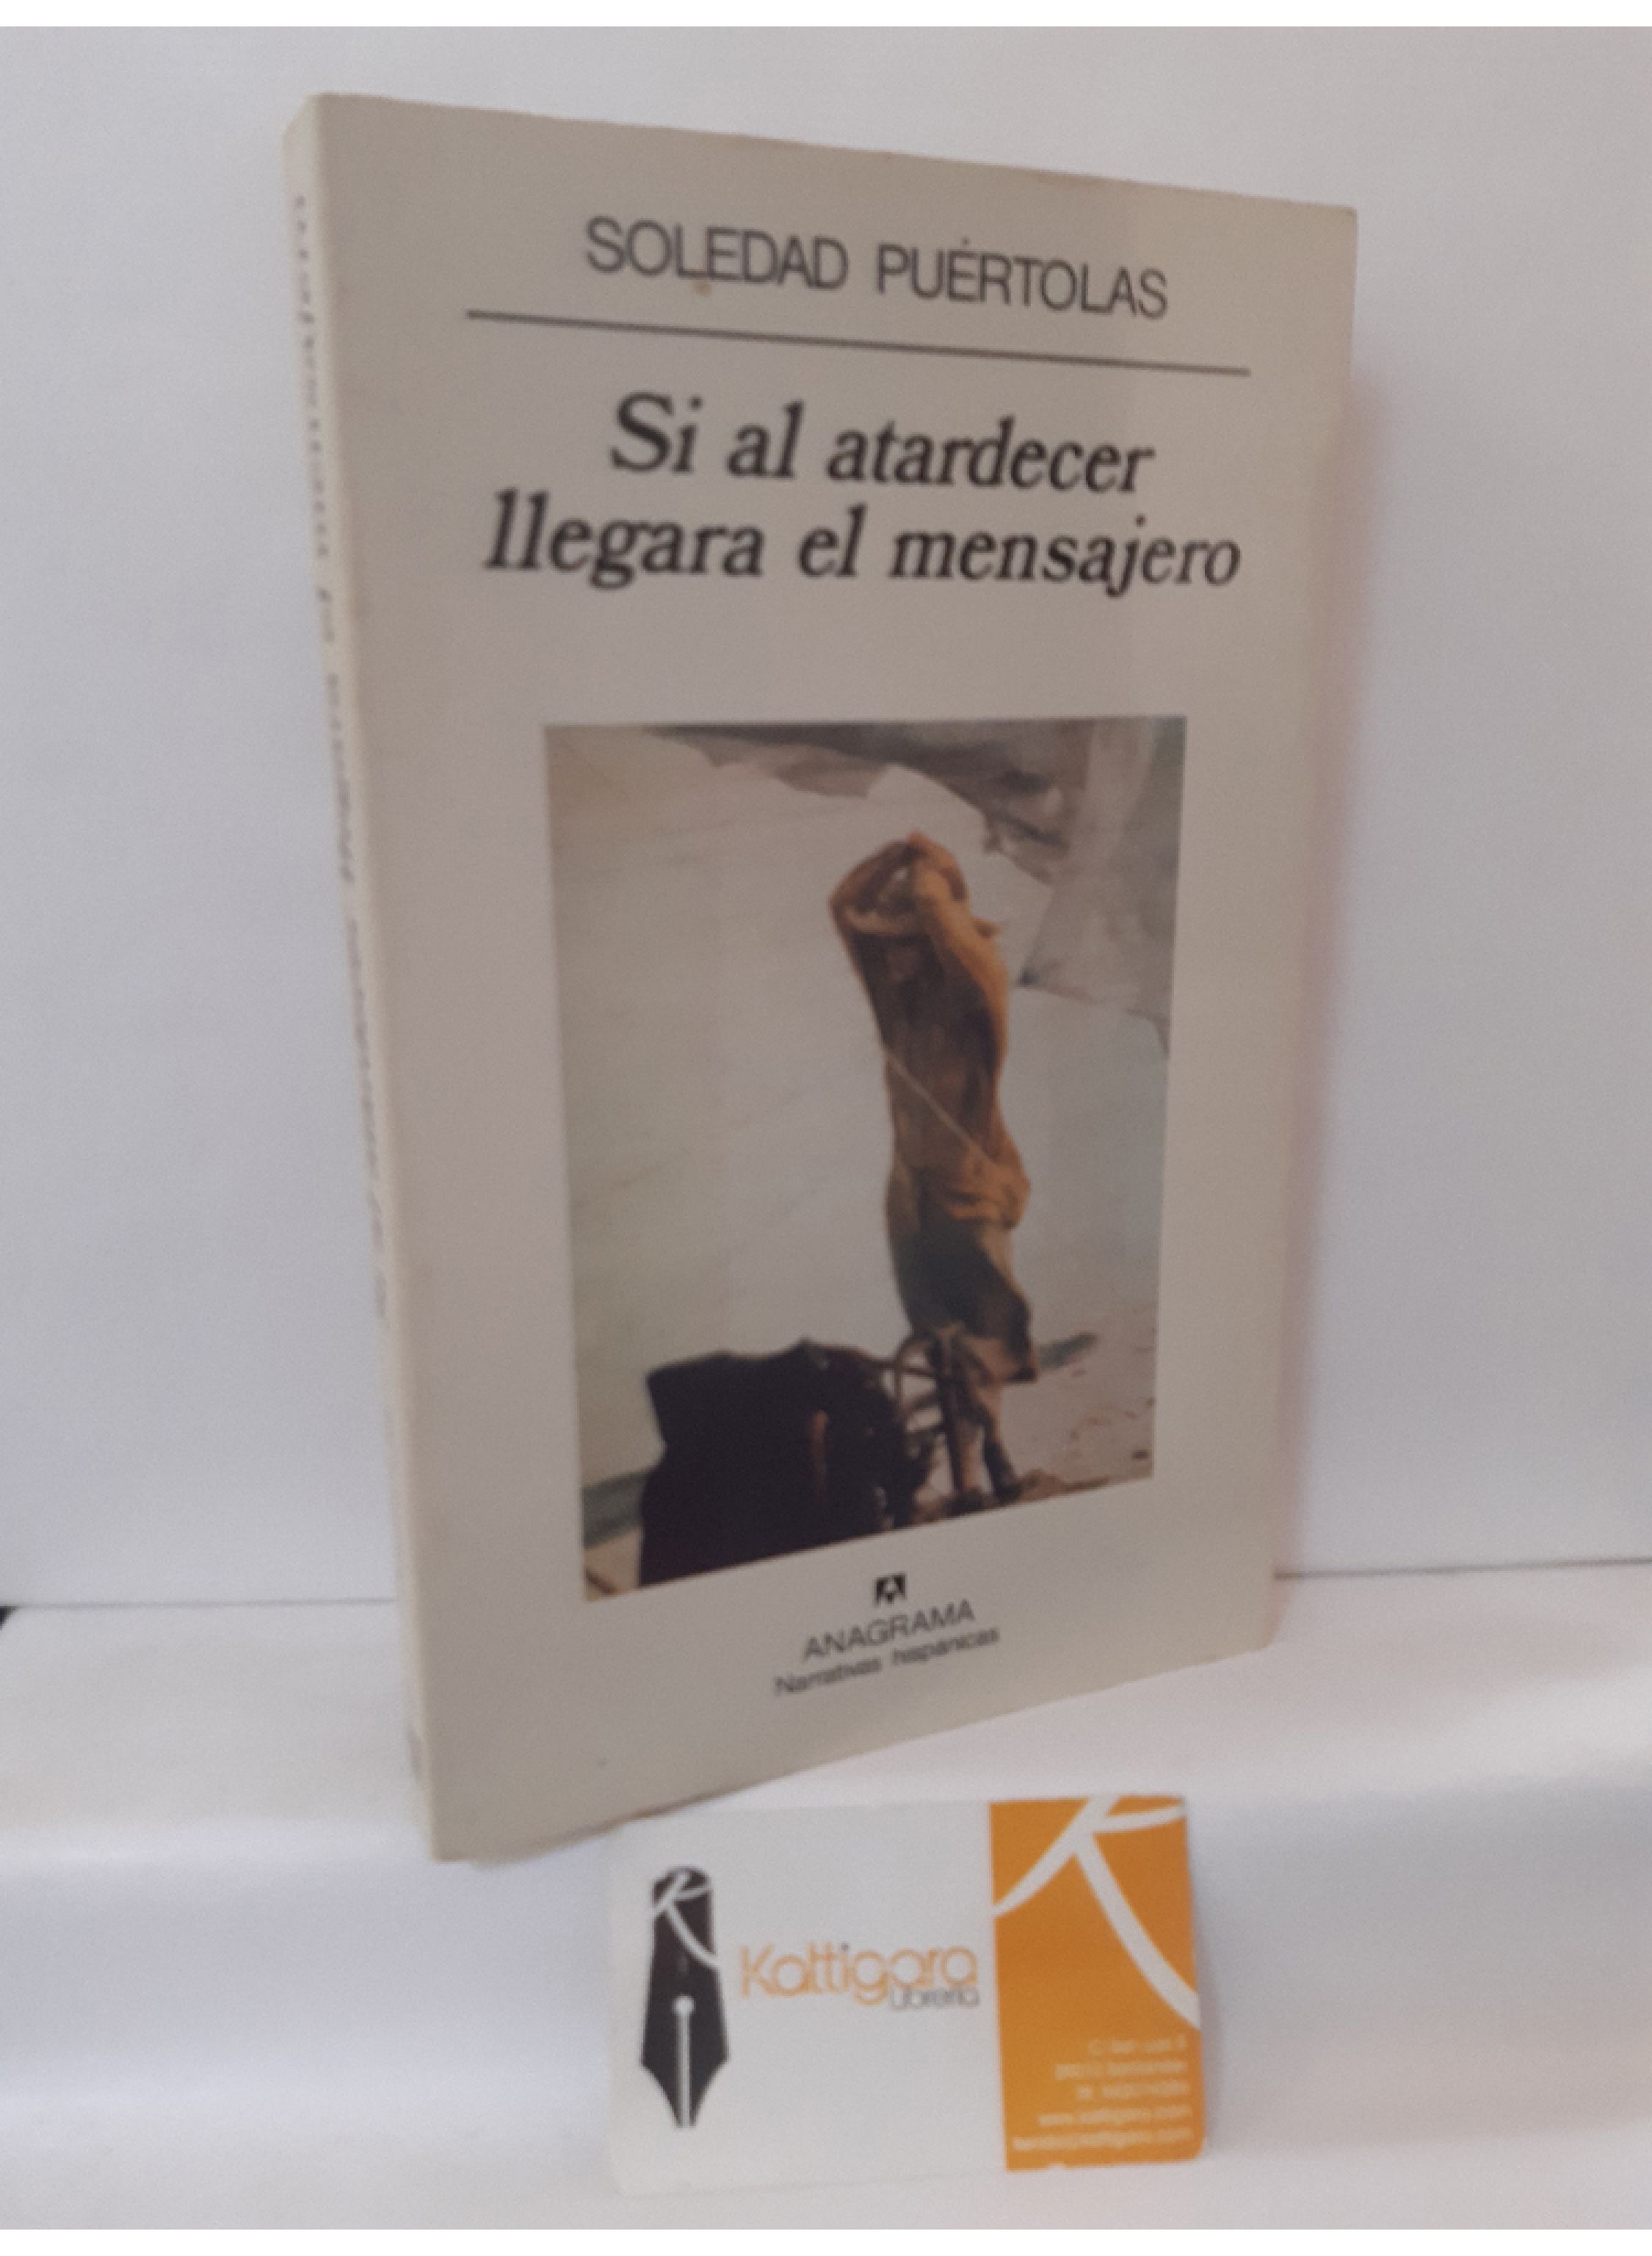 SOLEDAD PUÉRTOLAS
Si al atardecer
llegara el mensajero
ANAGRAMA
Narrativas hispánicas
Kattigara
Librería